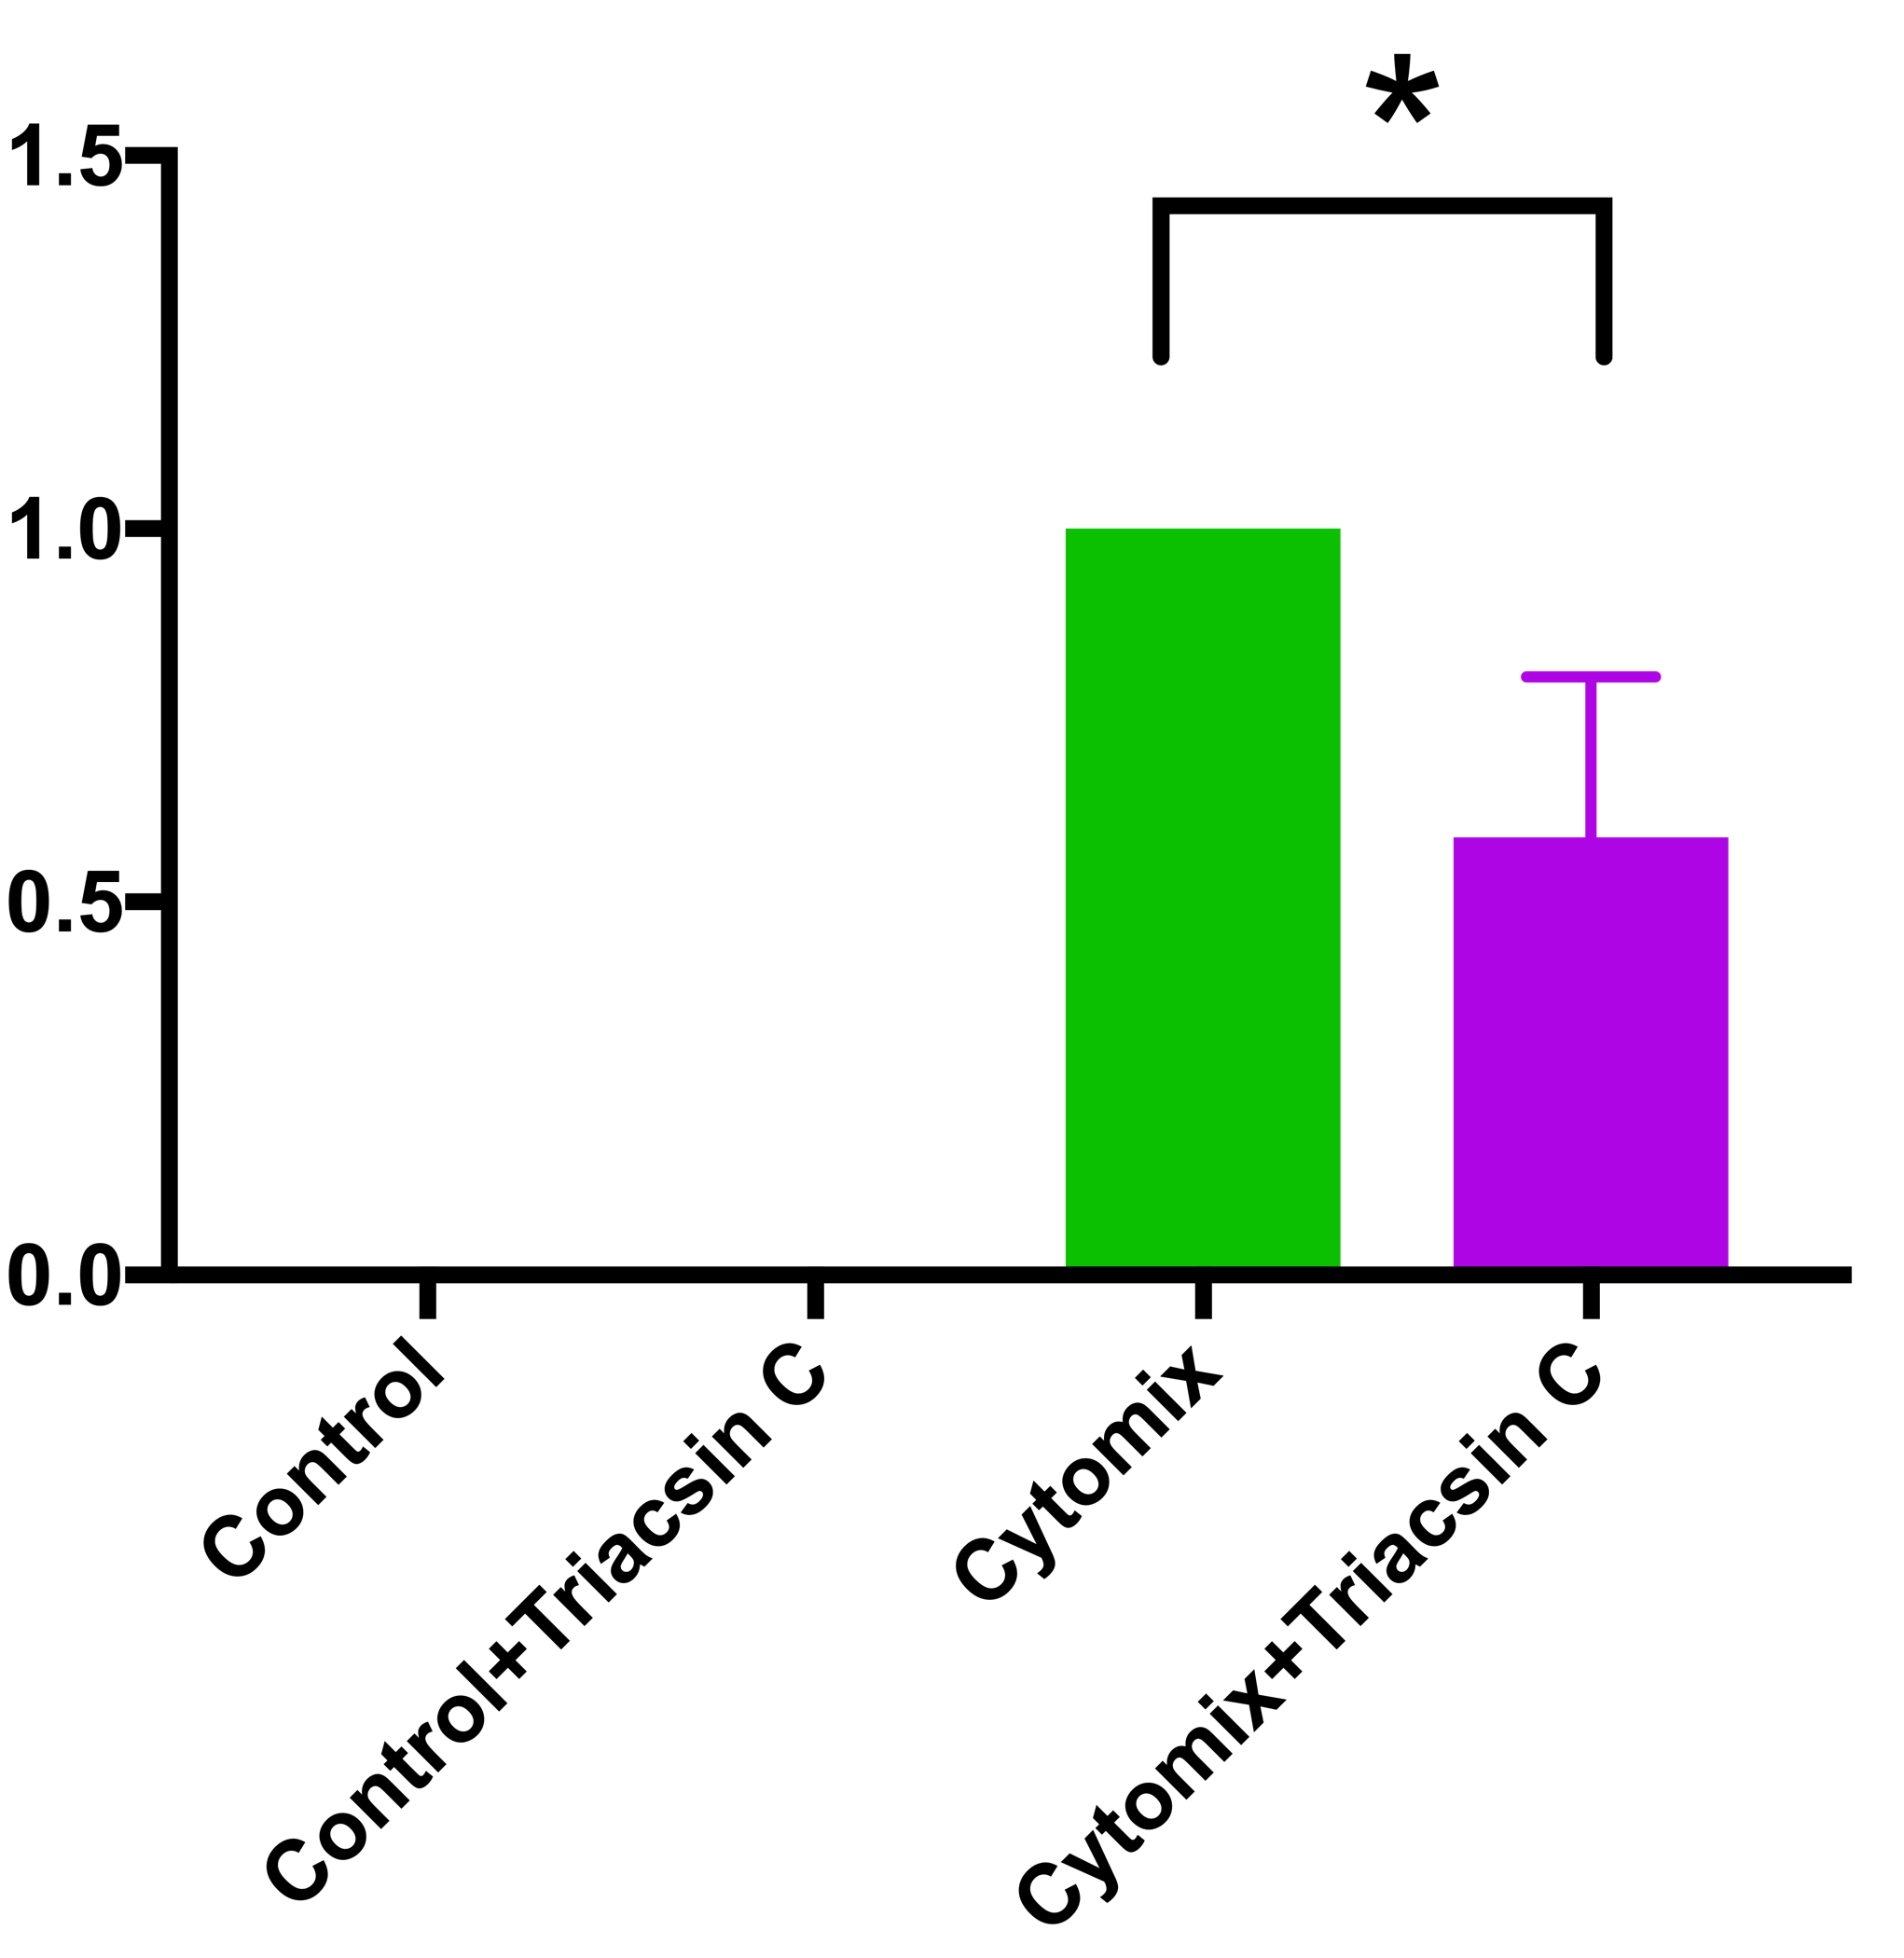 *
1.5
1.0
0.5
0.0
Control
Control+Triacsin C
Cytomix
Cytomix+Triacsin C